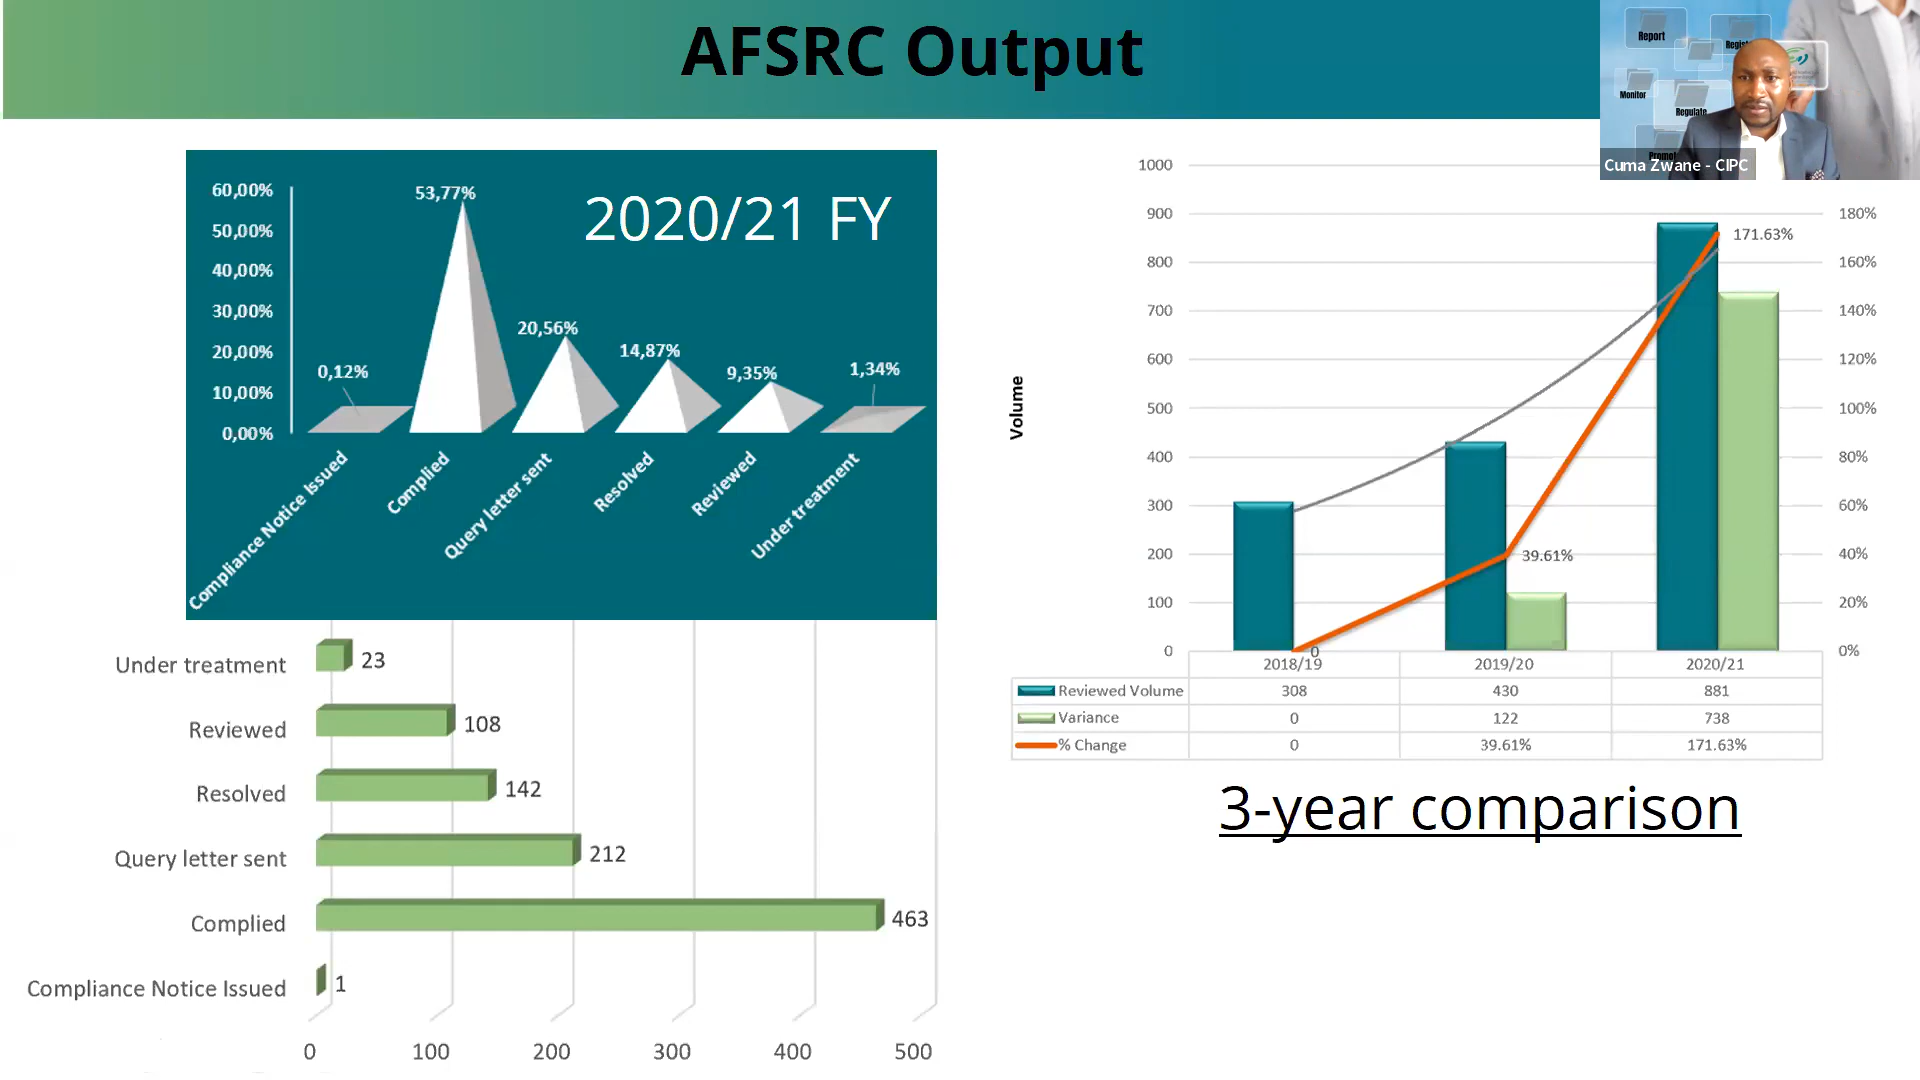 AFSRC Output
Report
Monitor
Regulate
Cuma Zwane - CIPC
2020/21 FY
60,00%
50,00%
40,00%
30,00%
20,00%
10,00%
0,00%
0,12%
53,77%
20,56%
14,87%
9,35%
1,34%
Compliance Notice Issued
Complied
Query letter sent
Resolved
Reviewed
Under treatment
Under treatment 23
Reviewed 108
Resolved 142
Query letter sent 212
Complied 463
Compliance Notice Issued 1
0 100 200 300 400 500
Volume
1000
900
800
700
600
500
400
300
200
100
0
180%
160%
140%
120%
100%
80%
60%
40%
20%
0%
171.63%
39.61%
0
2018/19 2019/20 2020/21
Reviewed Volume 308 430 881
Variance 0 122 738
% Change 0 39.61% 171.63%
3-year comparison